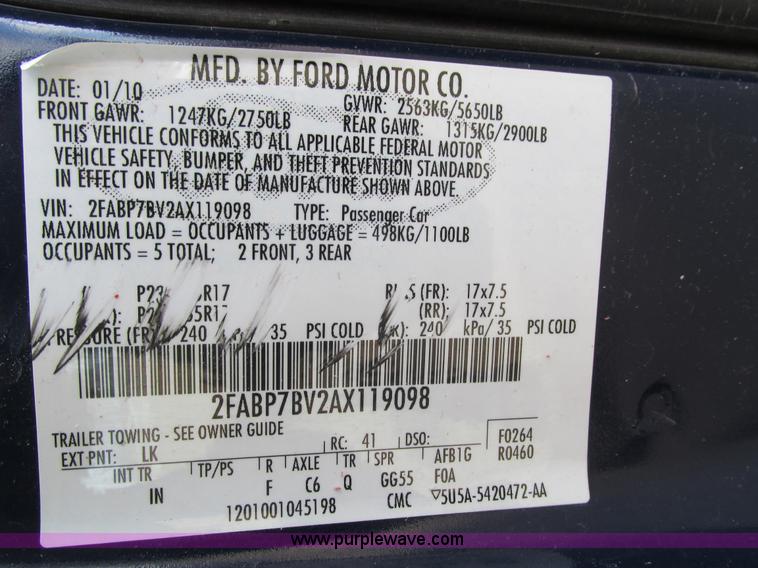 MFD. BY FORD MOTOR CO.
DATE: 01/10 GVWR: 2563KG/5650LB
FRONT GAWR: 1247KG/2750LB REAR GAWR: 1315KG/2900LB
THIS VEHICLE CONFORMS TO ALL APPLICABLE FEDERAL MOTOR
VEHICLE SAFETY, BUMPER, AND THEFT PREVENTION STANDARDS
IN EFFECT ON THE DATE OF MANUFACTURE SHOWN ABOVE.
VIN: 2FABP7BV2AX119098 TYPE: Passenger Car
MAXIMUM LOAD = OCCUPANTS + LUGGAGE = 498KG/1100LB
OCCUPANTS = 5 TOTAL; 2 FRONT, 3 REAR
(FR): 17x7.5
(RR): 17x7.5
240 35 PSI COLD 240 kPa/ 35 PSI COLD
2FABP7BV2AX119098
TRAILER TOWING - SEE OWNER GUIDE
EXT PNT: LK RC: 41 DSO: F0264
R0460
INT TR TP/PS R AXLE TR SPR AFB1G
IN F C6 Q GG55 F0A
1201001045198 CMC ▽5U5A-5420472-AA
www.purplewave.com